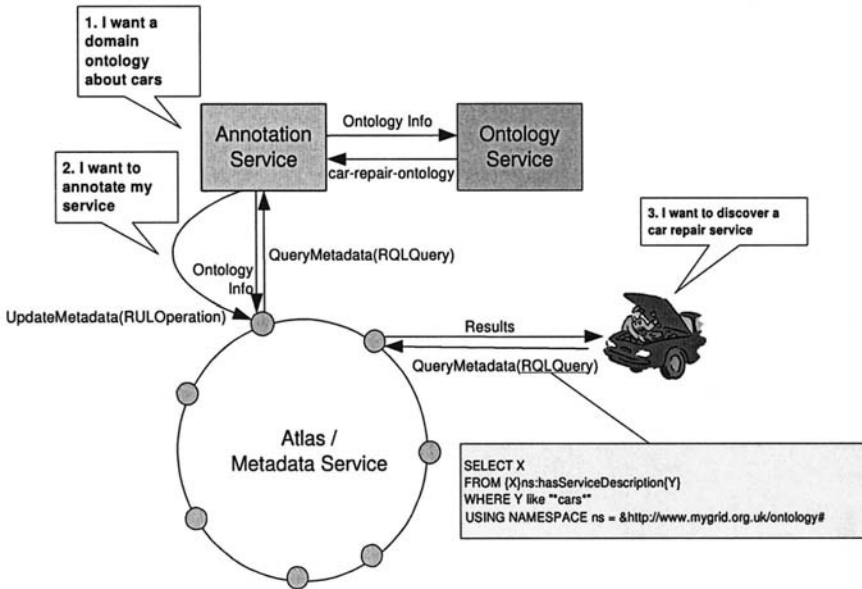 1. I want a
domain
ontology
about cars
Annotation
Service
Ontology Info
car-repair-ontology
Ontology
Service
2. I want to
annotate my
service
3. I want to discover a
car repair service
QueryMetadata(RQLQuery)
Ontology
Info
UpdateMetadata(RULOperation)
Results
QueryMetadata(RQLQuery)
Atlas /
Metadata Service
SELECT X
FROM {X}ns:hasServiceDescription{Y}
WHERE Y like "*cars*"
USING NAMESPACE ns = &http://www.mygrid.org.uk/ontology#